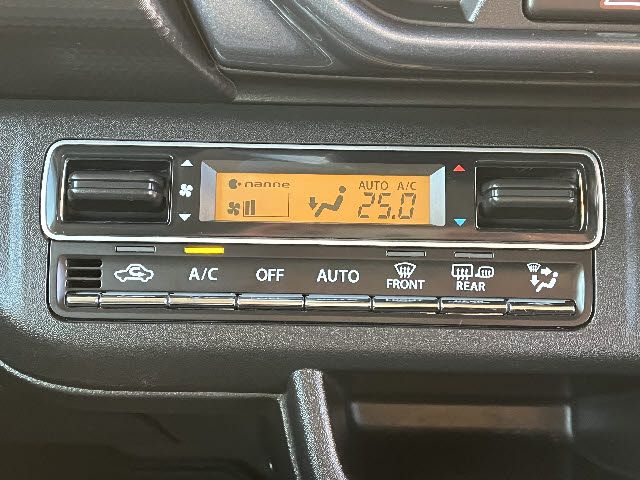 nanoe
AUTO A/C
25.0
A/C
OFF
AUTO
FRONT
REAR